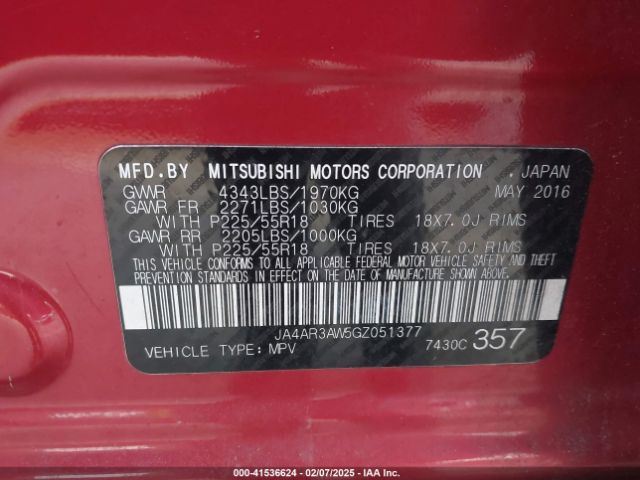 MFD.BY MITSUBISHI MOTORS CORPORATION , JAPAN
GVWR 4343LBS/1970KG MAY 2016
GAWR FR 2271LBS/1030KG
WITH P225/55R18 TIRES 18X7.0J RIMS
GAWR RR 2205LBS/1000KG
WITH P225/55R18 TIRES 18X7.0J RIMS
THIS VEHICLE CONFORMS TO ALL APPLICABLE FEDERAL MOTOR VEHICLE SAFETY AND THEFT
PREVENTION STANDARDS IN EFFECT ON THE DATE OF MANUFACTURE SHOWN ABOVE.
JA4AR3AW5GZ051377
VEHICLE TYPE: MPV 7430C 357
000-41536624 - 02/07/2025 - IAA Inc.